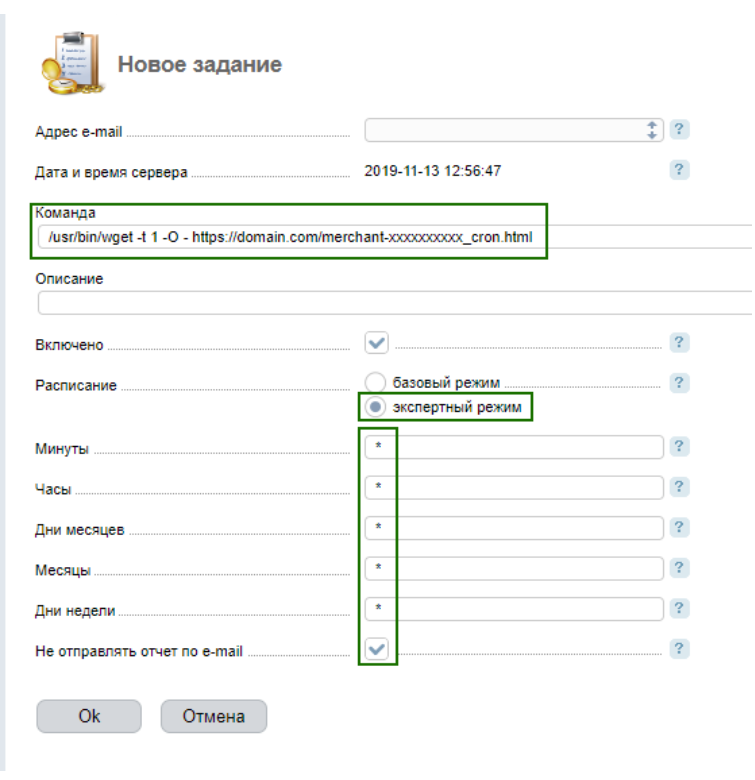 Новое задание
Адрес e-mail ?
Дата и время сервера 2019-11-13 12:56:47 ?
Команда
/usr/bin/wget -t 1 -O - https://domain.com/merchant-xxxxxxxxxx_cron.html
Описание
Включено ?
Расписание базовый режим ?
экспертный режим
Минуты * ?
Часы * ?
Дни месяцев * ?
Месяцы * ?
Дни недели * ?
Не отправлять отчет по e-mail ?
Ok Отмена